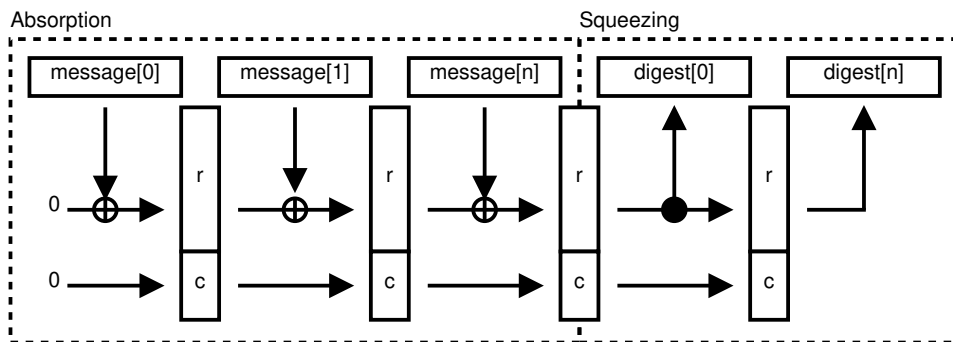 Absorption Squeezing
message[0] message[1] message[n] digest[0] digest[n]
r r r r
0
0 c c c c